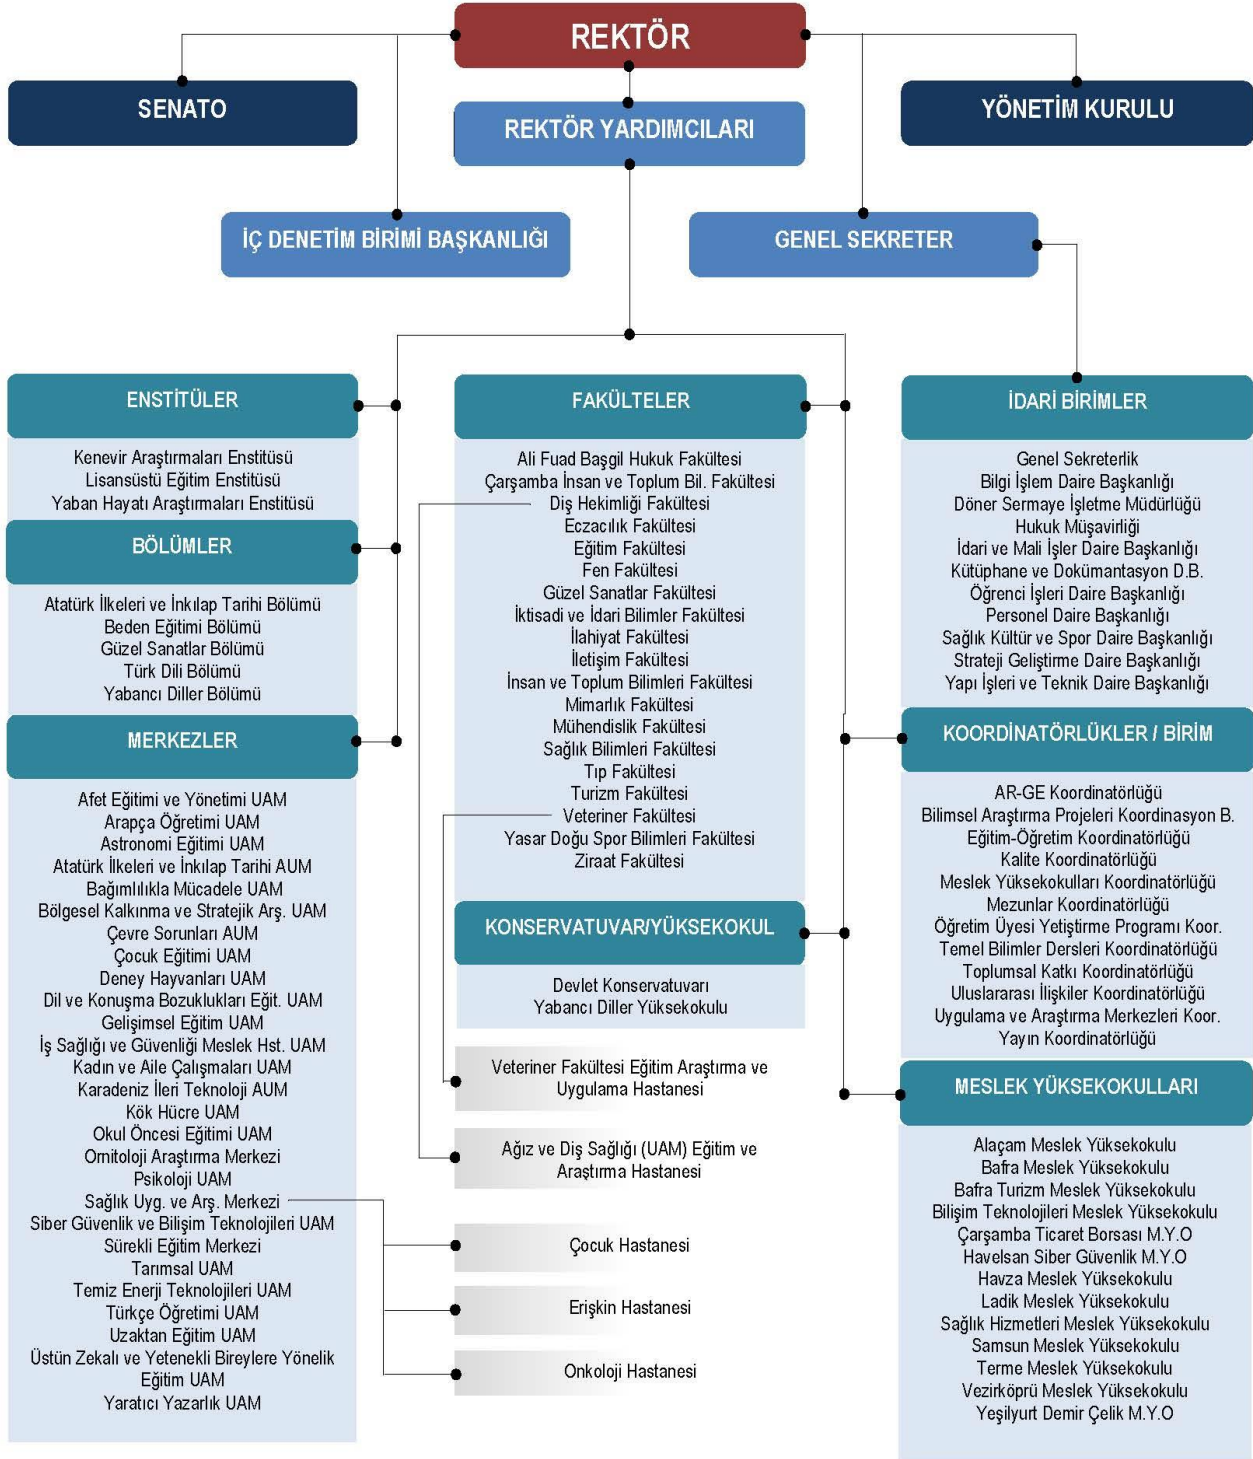 REKTÖR
SENATO
REKTÖR YARDIMCILARI
YÖNETİM KURULU
İÇ DENETİM BİRİMİ BAŞKANLIĞI
GENEL SEKRETER
ENSTİTÜLER
Kenevir Araştırmaları Enstitüsü
Lisansüstü Eğitim Enstitüsü
Yaban Hayatı Araştırmaları Enstitüsü
BÖLÜMLER
Atatürk İlkeleri ve İnkılap Tarihi Bölümü
Beden Eğitimi Bölümü
Güzel Sanatlar Bölümü
Türk Dili Bölümü
Yabancı Diller Bölümü
MERKEZLER
Afet Eğitimi ve Yönetimi UAM
Arapça Öğretimi UAM
Astronomi Eğitimi UAM
Atatürk İlkeleri ve İnkılap Tarihi AUM
Bağımlılıkla Mücadele UAM
Bölgesel Kalkınma ve Stratejik Arş. UAM
Çevre Sorunları AUM
Çocuk Eğitimi UAM
Deney Hayvanları UAM
Dil ve Konuşma Bozuklukları Eğit. UAM
Gelişimsel Eğitim UAM
İş Sağlığı ve Güvenliği Meslek Hst. UAM
Kadın ve Aile Çalışmaları UAM
Karadeniz İleri Teknoloji AUM
Kök Hücre UAM
Okul Öncesi Eğitimi UAM
Ornitoloji Araştırma Merkezi
Psikoloji UAM
Sağlık Uyg. ve Arş. Merkezi
Siber Güvenlik ve Bilişim Teknolojileri UAM
Sürekli Eğitim Merkezi
Tarımsal UAM
Temiz Enerji Teknolojileri UAM
Türkçe Öğretimi UAM
Uzaktan Eğitim UAM
Üstün Zekalı ve Yetenekli Bireylere Yönelik
Eğitim UAM
Yaratıcı Yazarlık UAM
FAKÜLTELER
Ali Fuad Başgil Hukuk Fakültesi
Çarşamba İnsan ve Toplum Bil. Fakültesi
Diş Hekimliği Fakültesi
Eczacılık Fakültesi
Eğitim Fakültesi
Fen Fakültesi
Güzel Sanatlar Fakültesi
İktisadi ve İdari Bilimler Fakültesi
İlahiyat Fakültesi
İletişim Fakültesi
İnsan ve Toplum Bilimleri Fakültesi
Mimarlık Fakültesi
Mühendislik Fakültesi
Sağlık Bilimleri Fakültesi
Tıp Fakültesi
Turizm Fakültesi
Veteriner Fakültesi
Yasar Doğu Spor Bilimleri Fakültesi
Ziraat Fakültesi
KONSERVATUVAR/YÜKSEKOKUL
Devlet Konservatuvarı
Yabancı Diller Yüksekokulu
Veteriner Fakültesi Eğitim Araştırma ve
Uygulama Hastanesi
Ağız ve Diş Sağlığı (UAM) Eğitim ve
Araştırma Hastanesi
Çocuk Hastanesi
Erişkin Hastanesi
Onkoloji Hastanesi
İDARİ BİRİMLER
Genel Sekreterlik
Bilgi İşlem Daire Başkanlığı
Döner Sermaye İşletme Müdürlüğü
Hukuk Müşavirliği
İdari ve Mali İşler Daire Başkanlığı
Kütüphane ve Dokümantasyon D.B.
Öğrenci İşleri Daire Başkanlığı
Personel Daire Başkanlığı
Sağlık Kültür ve Spor Daire Başkanlığı
Strateji Geliştirme Daire Başkanlığı
Yapı İşleri ve Teknik Daire Başkanlığı
KOORDİNATÖRLÜKLER / BİRİM
AR-GE Koordinatörlüğü
Bilimsel Araştırma Projeleri Koordinasyon B.
Eğitim-Öğretim Koordinatörlüğü
Kalite Koordinatörlüğü
Meslek Yüksekokulları Koordinatörlüğü
Mezunlar Koordinatörlüğü
Öğretim Üyesi Yetiştirme Programı Koor.
Temel Bilimler Dersleri Koordinatörlüğü
Toplumsal Katkı Koordinatörlüğü
Uluslararası İlişkiler Koordinatörlüğü
Uygulama ve Araştırma Merkezleri Koor.
Yayın Koordinatörlüğü
MESLEK YÜKSEKOKULLARI
Alaçam Meslek Yüksekokulu
Bafra Meslek Yüksekokulu
Bafra Turizm Meslek Yüksekokulu
Bilişim Teknolojileri Meslek Yüksekokulu
Çarşamba Ticaret Borsası M.Y.O
Havelsan Siber Güvenlik M.Y.O
Havza Meslek Yüksekokulu
Ladik Meslek Yüksekokulu
Sağlık Hizmetleri Meslek Yüksekokulu
Samsun Meslek Yüksekokulu
Terme Meslek Yüksekokulu
Vezirköprü Meslek Yüksekokulu
Yeşilyurt Demir Çelik M.Y.O